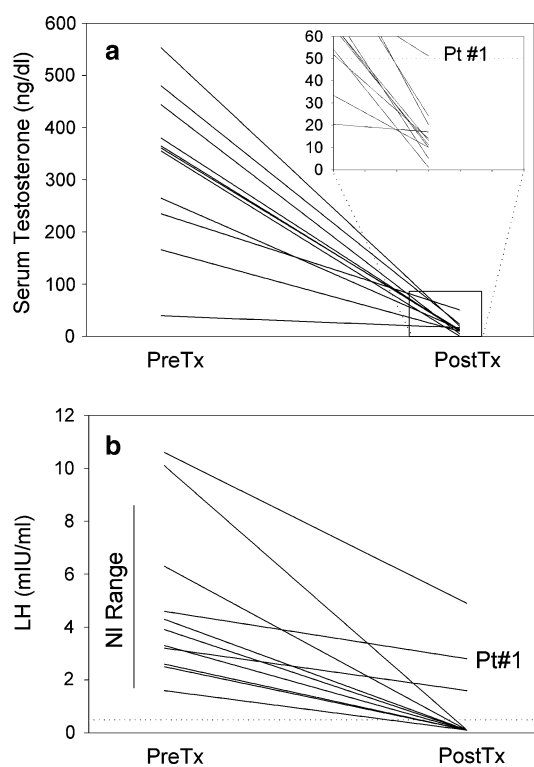 600
500
400
300
200
100
0
Serum Testosterone (ng/dl)
a
60
50
40
30
20
10
0
Pt #1
PreTx
PostTx
12
10
8
6
4
2
0
LH (mIU/ml)
b
Nl Range
Pt#1
PreTx
PostTx